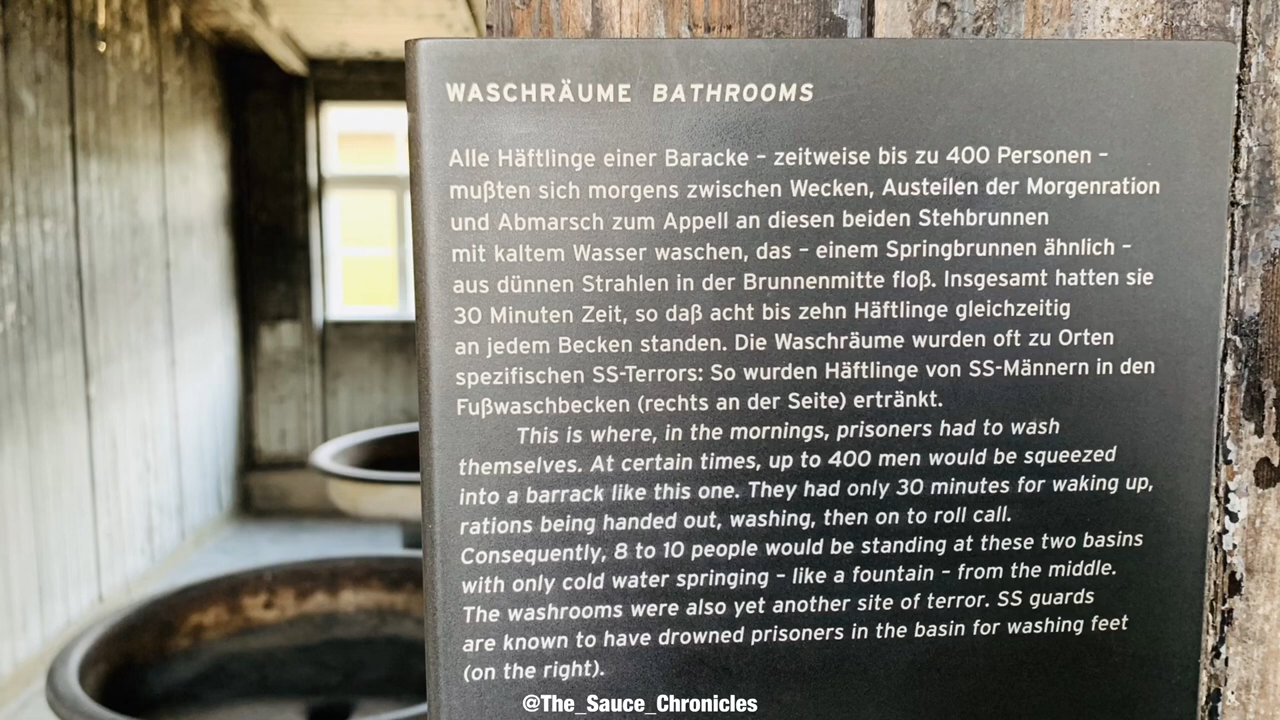 WASCHRÄUME BATHROOMS
Alle Häftlinge einer Baracke – zeitweise bis zu 400 Personen –
mußten sich morgens zwischen Wecken, Austeilen der Morgenration
und Abmarsch zum Appell an diesen beiden Stehbrunnen
mit kaltem Wasser waschen, das – einem Springbrunnen ähnlich –
aus dünnen Strahlen in der Brunnenmitte floß. Insgesamt hatten sie
30 Minuten Zeit, so daß acht bis zehn Häftlinge gleichzeitig
an jedem Becken standen. Die Waschräume wurden oft zu Orten
spezifischen SS-Terrors: So wurden Häftlinge von SS-Männern in den
Fußwaschbecken (rechts an der Seite) ertränkt.
This is where, in the mornings, prisoners had to wash
themselves. At certain times, up to 400 men would be squeezed
into a barrack like this one. They had only 30 minutes for waking up,
rations being handed out, washing, then on to roll call.
Consequently, 8 to 10 people would be standing at these two basins
with only cold water springing – like a fountain – from the middle.
The washrooms were also yet another site of terror. SS guards
are known to have drowned prisoners in the basin for washing feet
(on the right).
@The_Sauce_Chronicles